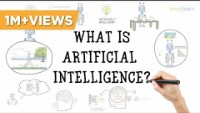 1M+VIEWS
WHAT IS
ARTIFICIAL
INTELLIGENCE?